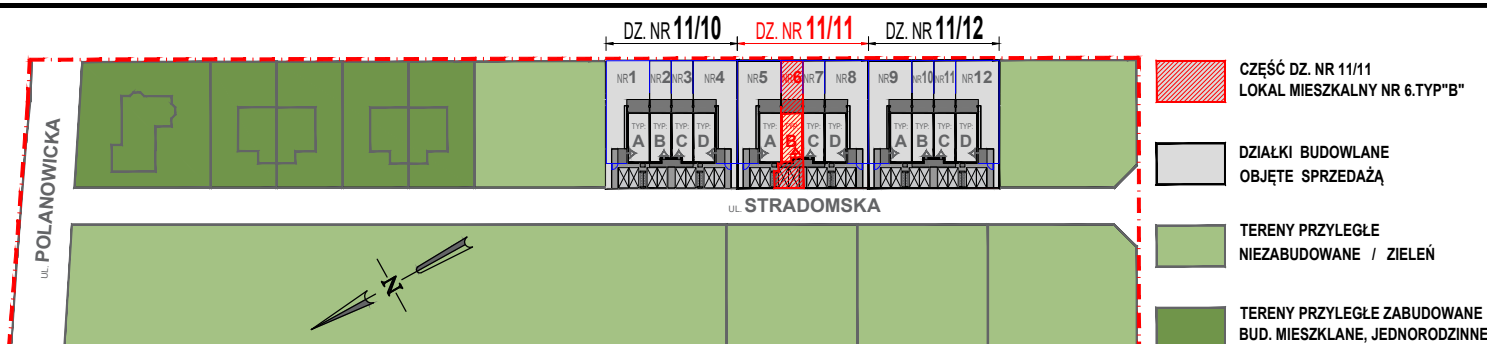 DZ. NR 11/10 DZ. NR 11/11 DZ. NR 11/12
NR1 NR2 NR3 NR4 NR5 NR6 NR7 NR8 NR9 NR10 NR11 NR12
TYP: TYP: TYP: TYP: TYP: TYP: TYP: TYP: TYP: TYP: TYP:
A B C D A B C D A B C D
UL. STRADOMSKA
UL. POLANOWICKA
N
CZĘŚĆ DZ. NR 11/11
LOKAL MIESZKALNY NR 6.TYP"B"
DZIAŁKI BUDOWLANE
OBJĘTE SPRZEDAŻĄ
TERENY PRZYLEGŁE
NIEZABUDOWANE / ZIELEŃ
TERENY PRZYLEGŁE ZABUDOWANE
BUD. MIESZKLANE, JEDNORODZINNE